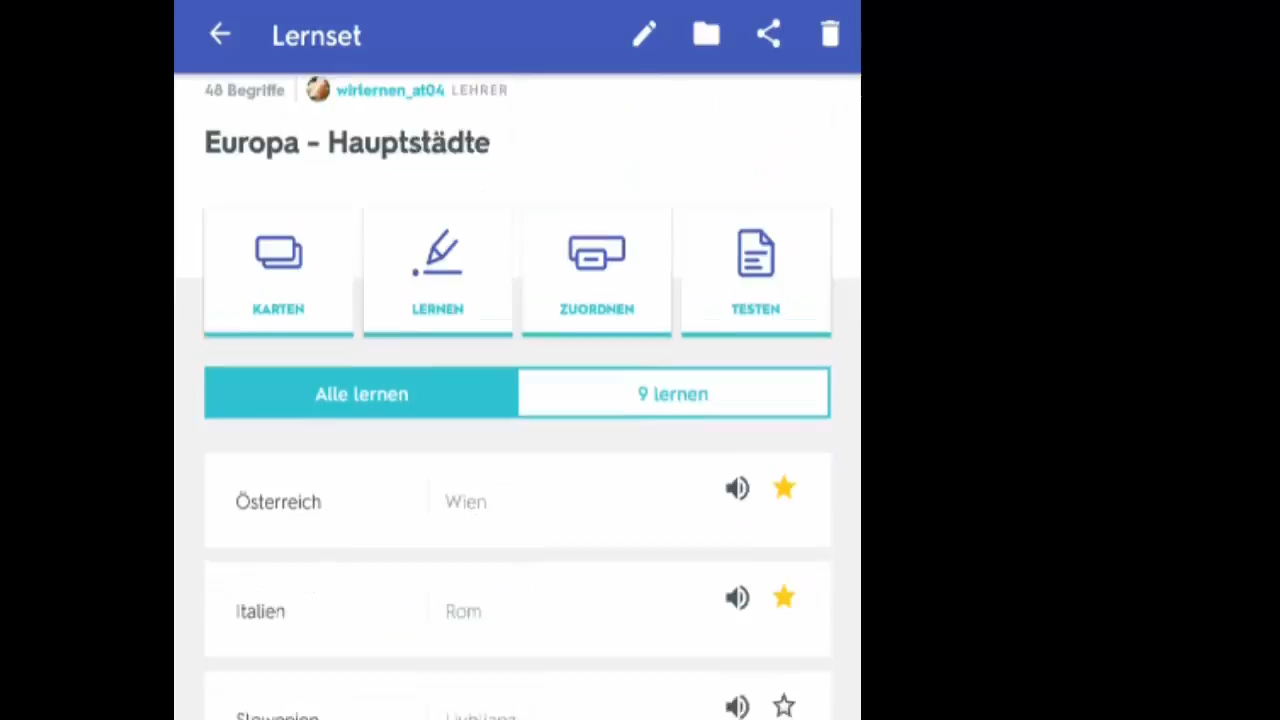 Lernset
48 Begriffe wirlernen_at04 LEHRER
Europa - Hauptstädte
KARTEN LERNEN ZUORDNEN TESTEN
Alle lernen 9 lernen
Österreich Wien
Italien Rom